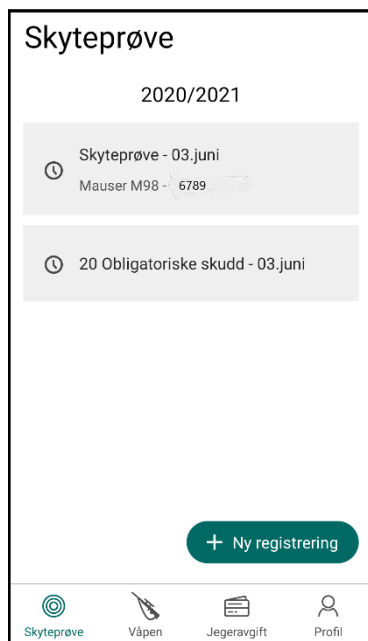 Skyteprøve
2020/2021
Skyteprøve - 03.juni
Mauser M98 - 6789
20 Obligatoriske skudd - 03.juni
+ Ny registrering
Skyteprøve
Våpen
Jegeravgift
Profil